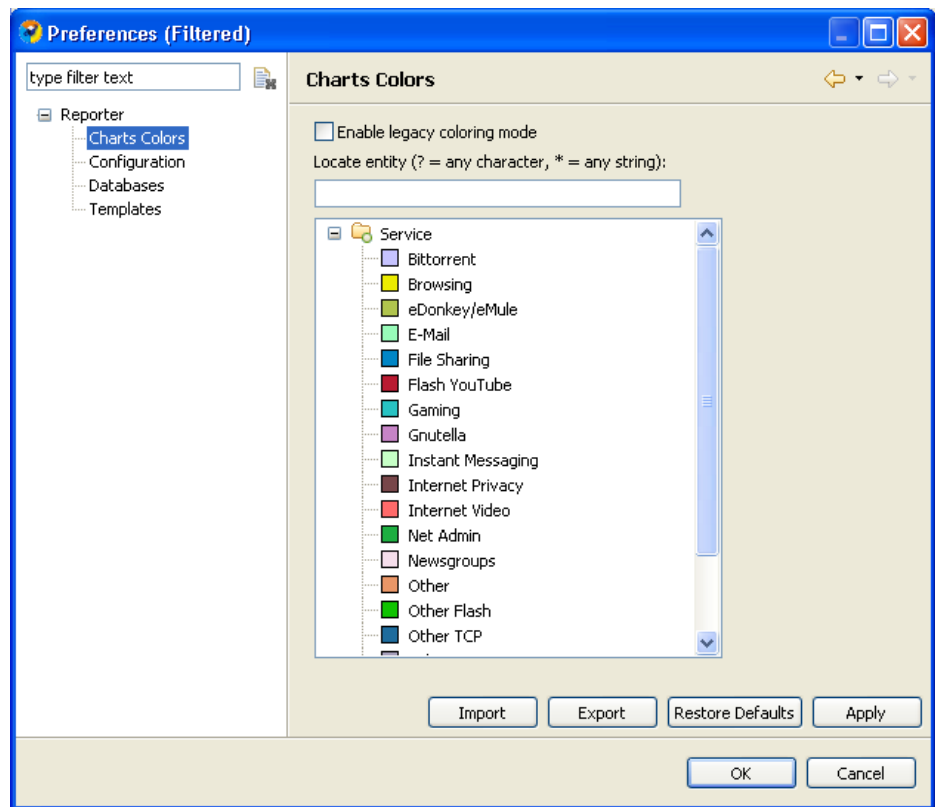 Preferences (Filtered)
type filter text
Reporter
Charts Colors
Configuration
Databases
Templates
Charts Colors
Enable legacy coloring mode
Locate entity (? = any character, * = any string):
Service
Bittorrent
Browsing
eDonkey/eMule
E-Mail
File Sharing
Flash YouTube
Gaming
Gnutella
Instant Messaging
Internet Privacy
Internet Video
Net Admin
Newsgroups
Other
Other Flash
Other TCP
Import
Export
Restore Defaults
Apply
OK
Cancel